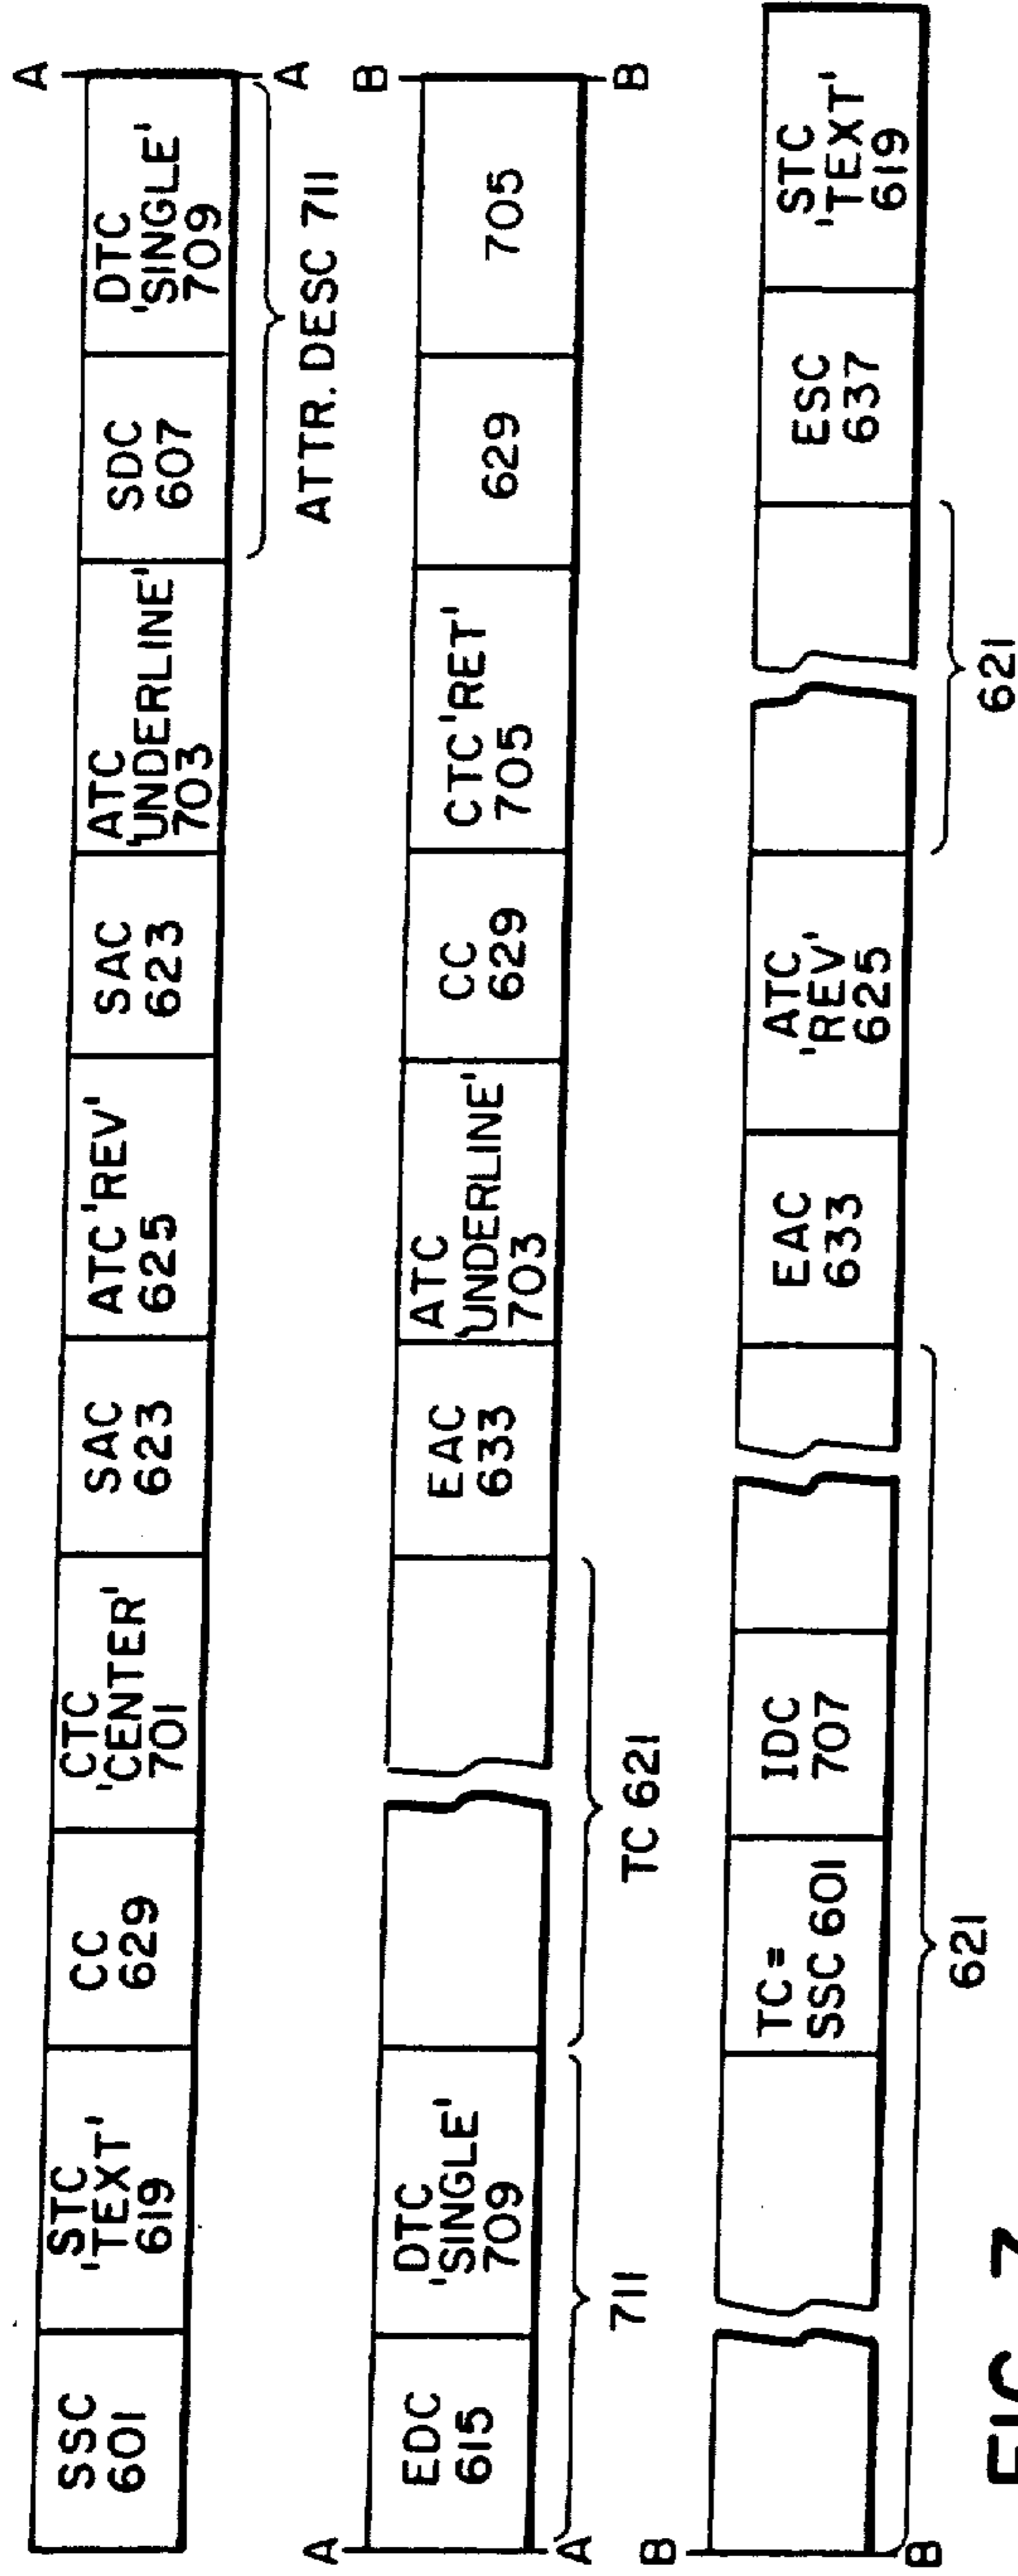 SSC
601
STC
'TEXT'
619
CC
629
CTC
'CENTER'
701
SAC
623
ATC 'REV'
625
SAC
623
ATC
'UNDERLINE'
703
SDC
607
DTC
'SINGLE'
709
A
A
ATTR. DESC 711
A
A
EDC
615
DTC
'SINGLE'
709
711
TC 621
EAC
633
ATC
'UNDERLINE'
703
CC
629
CTC 'RET'
705
629
705
B
B
B
B
TC =
SSC 601
IDC
707
621
EAC
633
ATC
'REV'
625
621
ESC
637
STC
'TEXT'
619
FIG. 7